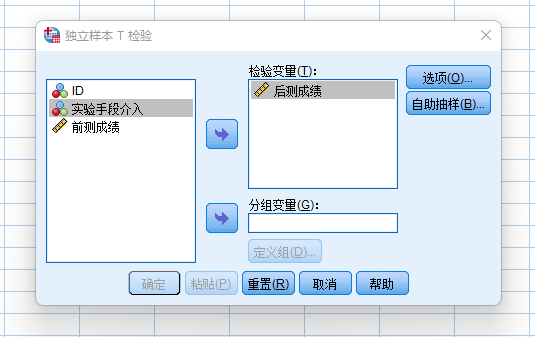 独立样本 T 检验
检验变量(T):
ID
实验手段介入
前测成绩
后测成绩
选项(O)...
自助抽样(B)...
分组变量(G):
定义组(D)...
确定
粘贴(P)
重置(R)
取消
帮助